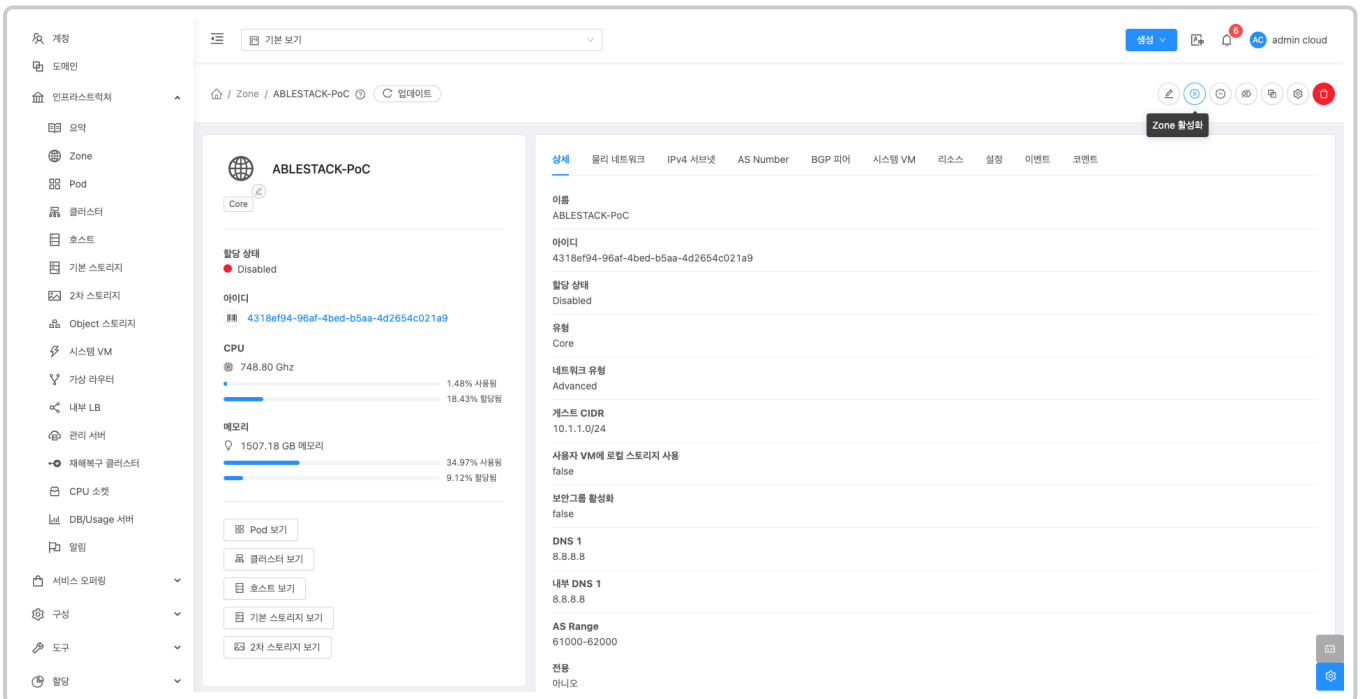 계정
도메인
인프라스트럭쳐
요약
Zone
Pod
클러스터
호스트
기본 스토리지
2차 스토리지
Object 스토리지
시스템 VM
가상 라우터
내부 LB
관리 서버
재해복구 클러스터
CPU 소켓
DB/Usage 서버
알림
서비스 오퍼링
구성
도구
할당
기본 보기
생성
6
AC admin cloud
/ Zone / ABLESTACK-PoC 업데이트
Zone 활성화
ABLESTACK-PoC
Core
할당 상태
Disabled
아이디
4318ef94-96af-4bed-b5aa-4d2654c021a9
CPU
748.80 Ghz
1.48% 사용됨
18.43% 할당됨
메모리
1507.18 GB 메모리
34.97% 사용됨
9.12% 할당됨
Pod 보기
클러스터 보기
호스트 보기
기본 스토리지 보기
2차 스토리지 보기
상세 물리 네트워크 IPv4 서브넷 AS Number BGP 피어 시스템 VM 리소스 설정 이벤트 코멘트
이름
ABLESTACK-PoC
아이디
4318ef94-96af-4bed-b5aa-4d2654c021a9
할당 상태
Disabled
유형
Core
네트워크 유형
Advanced
게스트 CIDR
10.1.1.0/24
사용자 VM에 로컬 스토리지 사용
false
보안그룹 활성화
false
DNS 1
8.8.8.8
내부 DNS 1
8.8.8.8
AS Range
61000-62000
전용
아니오